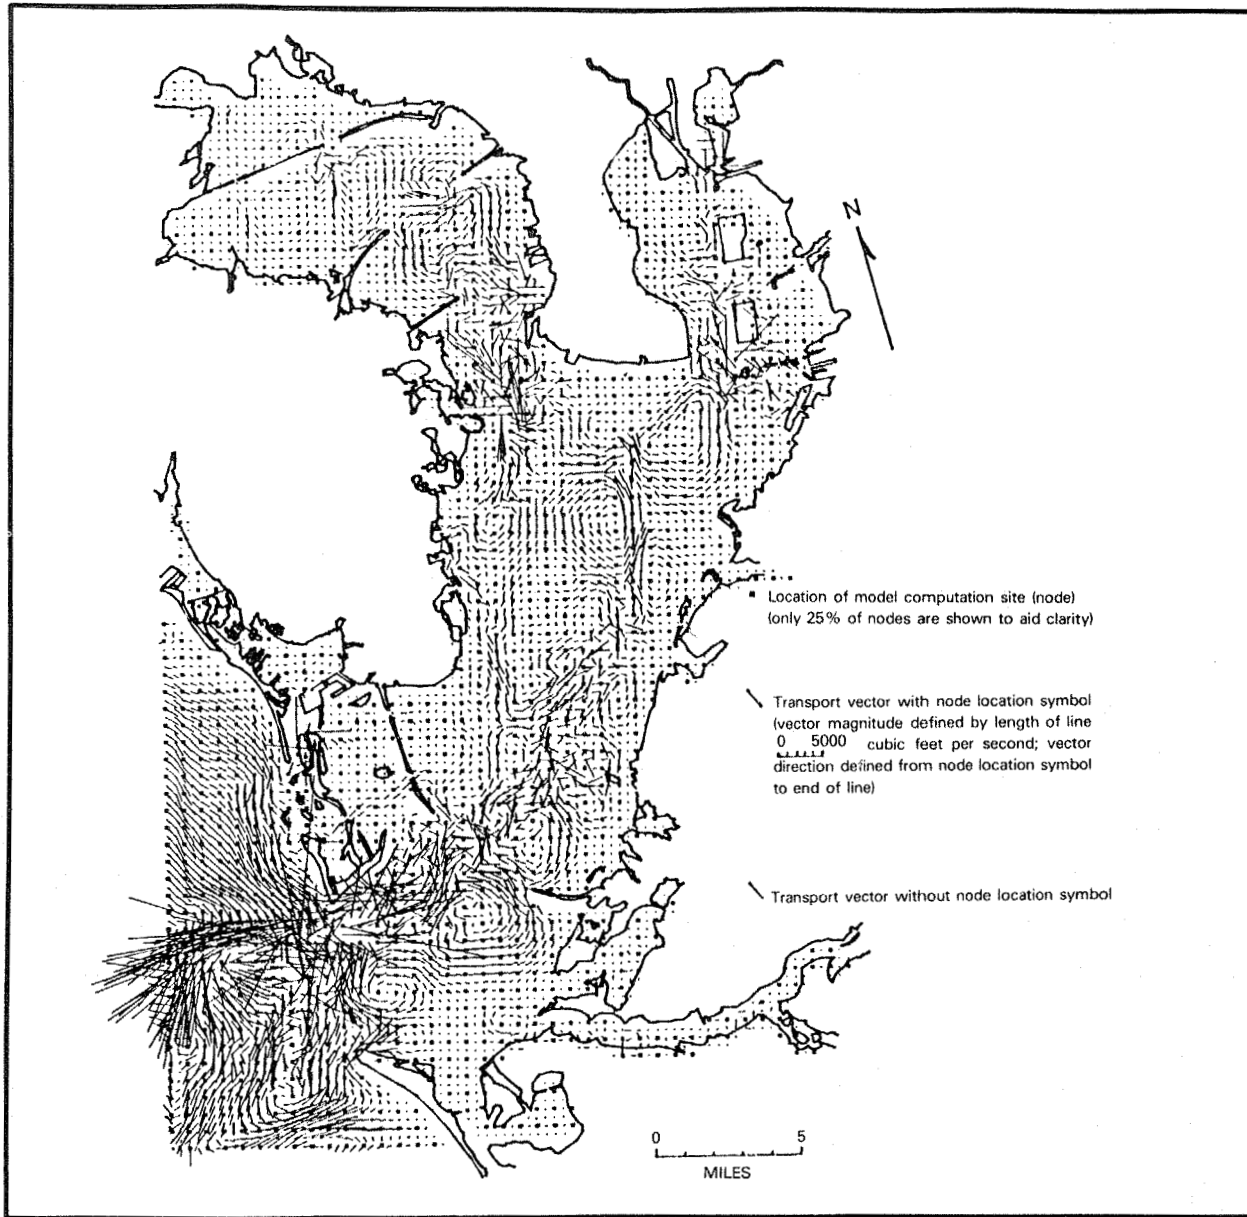 N
Location of model computation site (node)
(only 25% of nodes are shown to aid clarity)
Transport vector with node location symbol
(vector magnitude defined by length of line
0 5000 cubic feet per second; vector
direction defined from node location symbol
to end of line)
Transport vector without node location symbol
0 5
MILES